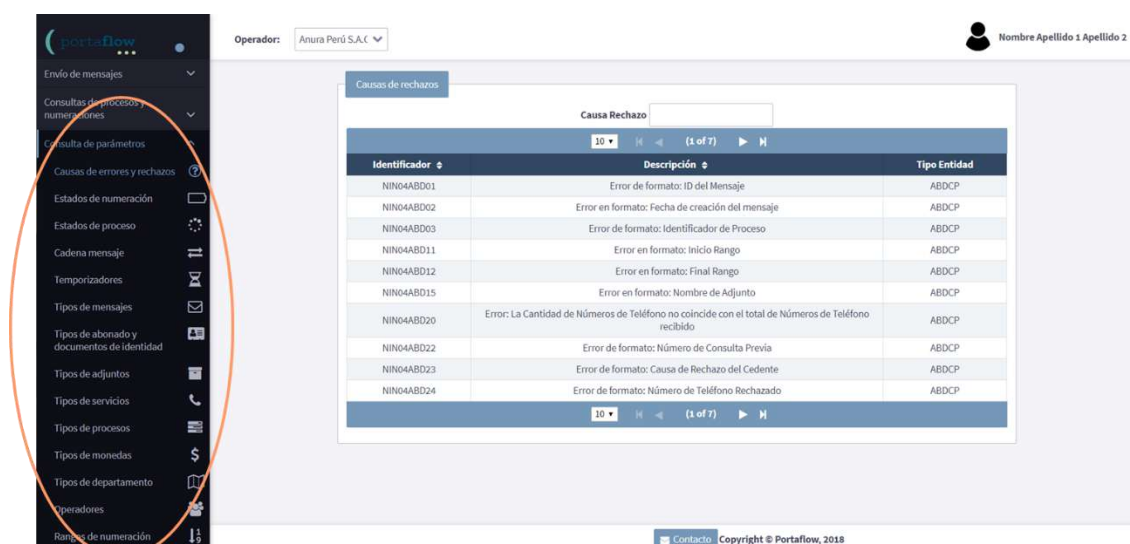 portaflow
Operador: Anura Perú S.A.(
Nombre Apellido 1 Apellido 2
Envío de mensajes
Consultas de procesos y
numeraciones
Consulta de parámetros
Causas de errores y rechazos
Estados de numeración
Estados de proceso
Cadena mensaje
Temporizadores
Tipos de mensajes
Tipos de abonado y
documentos de identidad
Tipos de adjuntos
Tipos de servicios
Tipos de procesos
Tipos de monedas
Tipos de departamento
Operadores
Rangos de numeración
Causas de rechazos
Causa Rechazo
10 (1 of 7)
Identificador Descripción Tipo Entidad
NIN04ABD01 Error de formato: ID del Mensaje ABDCP
NIN04ABD02 Error en formato: Fecha de creación del mensaje ABDCP
NIN04ABD03 Error de formato: Identificador de Proceso ABDCP
NIN04ABD11 Error en formato: Inicio Rango ABDCP
NIN04ABD12 Error en formato: Final Rango ABDCP
NIN04ABD15 Error en formato: Nombre de Adjunto ABDCP
NIN04ABD20 Error: La Cantidad de Números de Teléfono no coincide con el total de Números de Teléfono
recibido ABDCP
NIN04ABD22 Error de formato: Número de Consulta Previa ABDCP
NIN04ABD23 Error de formato: Causa de Rechazo del Cedente ABDCP
NIN04ABD24 Error de formato: Número de Teléfono Rechazado ABDCP
10 (1 of 7)
Contacto Copyright © Portaflow, 2018